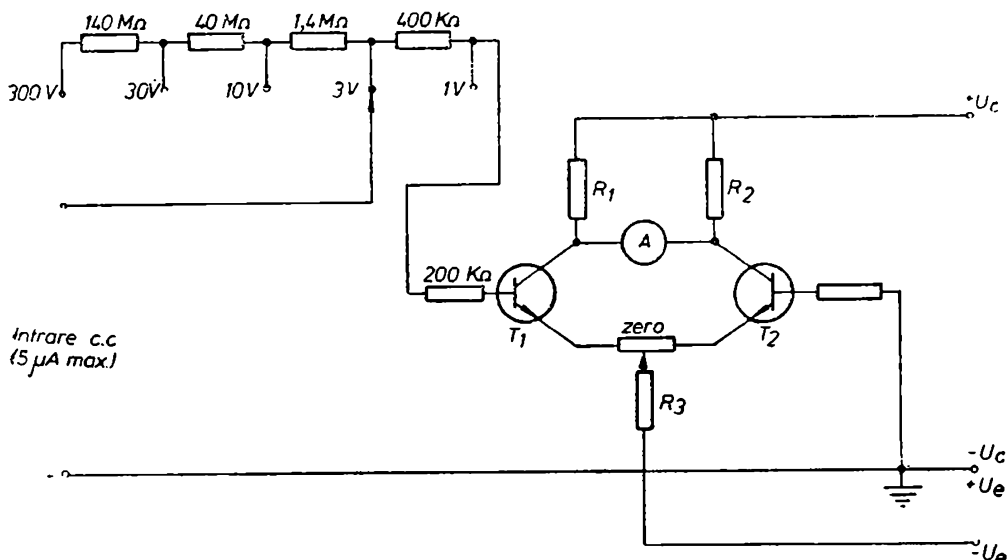 140 MΩ 40 MΩ 1,4 MΩ 400 KΩ
300 V 30V 10V 3V 1V
+Uc
R1 R2
A
200 KΩ
T1 zero T2
Intrare c.c
(5 μA max.)
R3
- -Uc
+Ue
-Ue